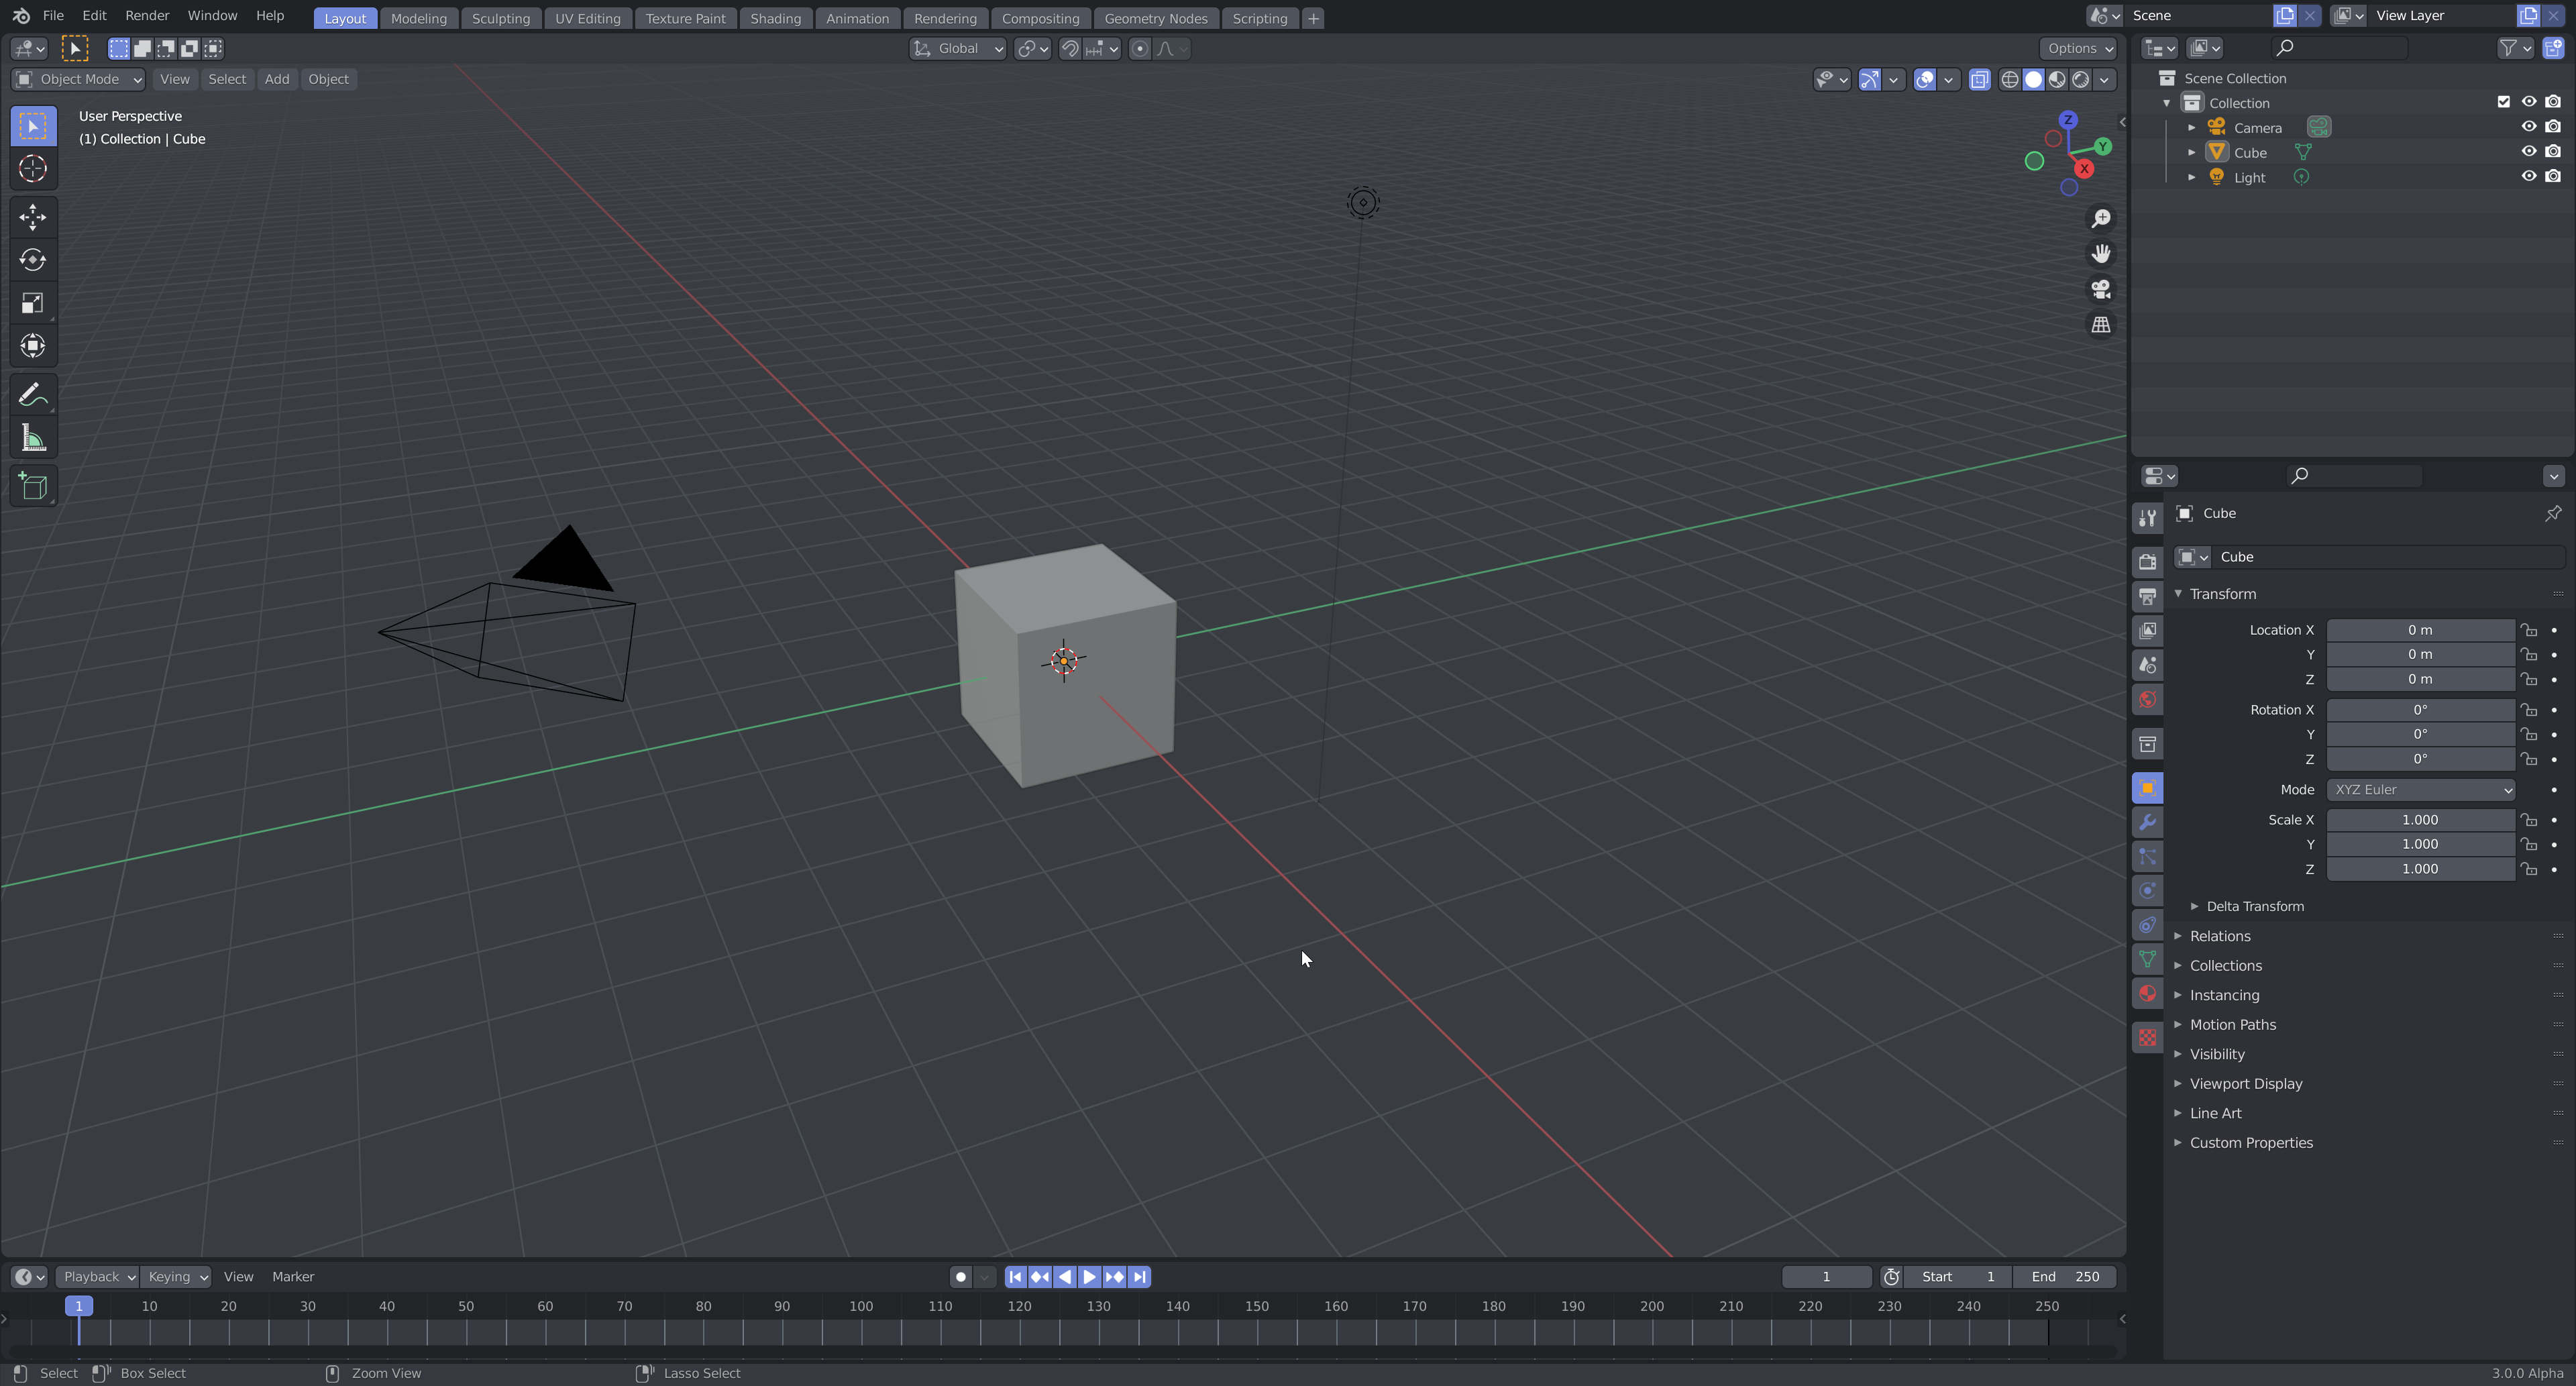 File Edit Render Window Help Layout Modeling Sculpting UV Editing Texture Paint Shading Animation Rendering Compositing Geometry Nodes Scripting + Scene View Layer
Global Options
Object Mode View Select Add Object
User Perspective
(1) Collection | Cube
Z
Y
X
Scene Collection
Collection
Camera
Cube
Light
Cube
Cube
Transform
Location X 0 m
Y 0 m
Z 0 m
Rotation X 0°
Y 0°
Z 0°
Mode XYZ Euler
Scale X 1.000
Y 1.000
Z 1.000
Delta Transform
Relations
Collections
Instancing
Motion Paths
Visibility
Viewport Display
Line Art
Custom Properties
Playback Keying View Marker 1 Start 1 End 250
1 10 20 30 40 50 60 70 80 90 100 110 120 130 140 150 160 170 180 190 200 210 220 230 240 250
Select Box Select Zoom View Lasso Select 3.0.0 Alpha